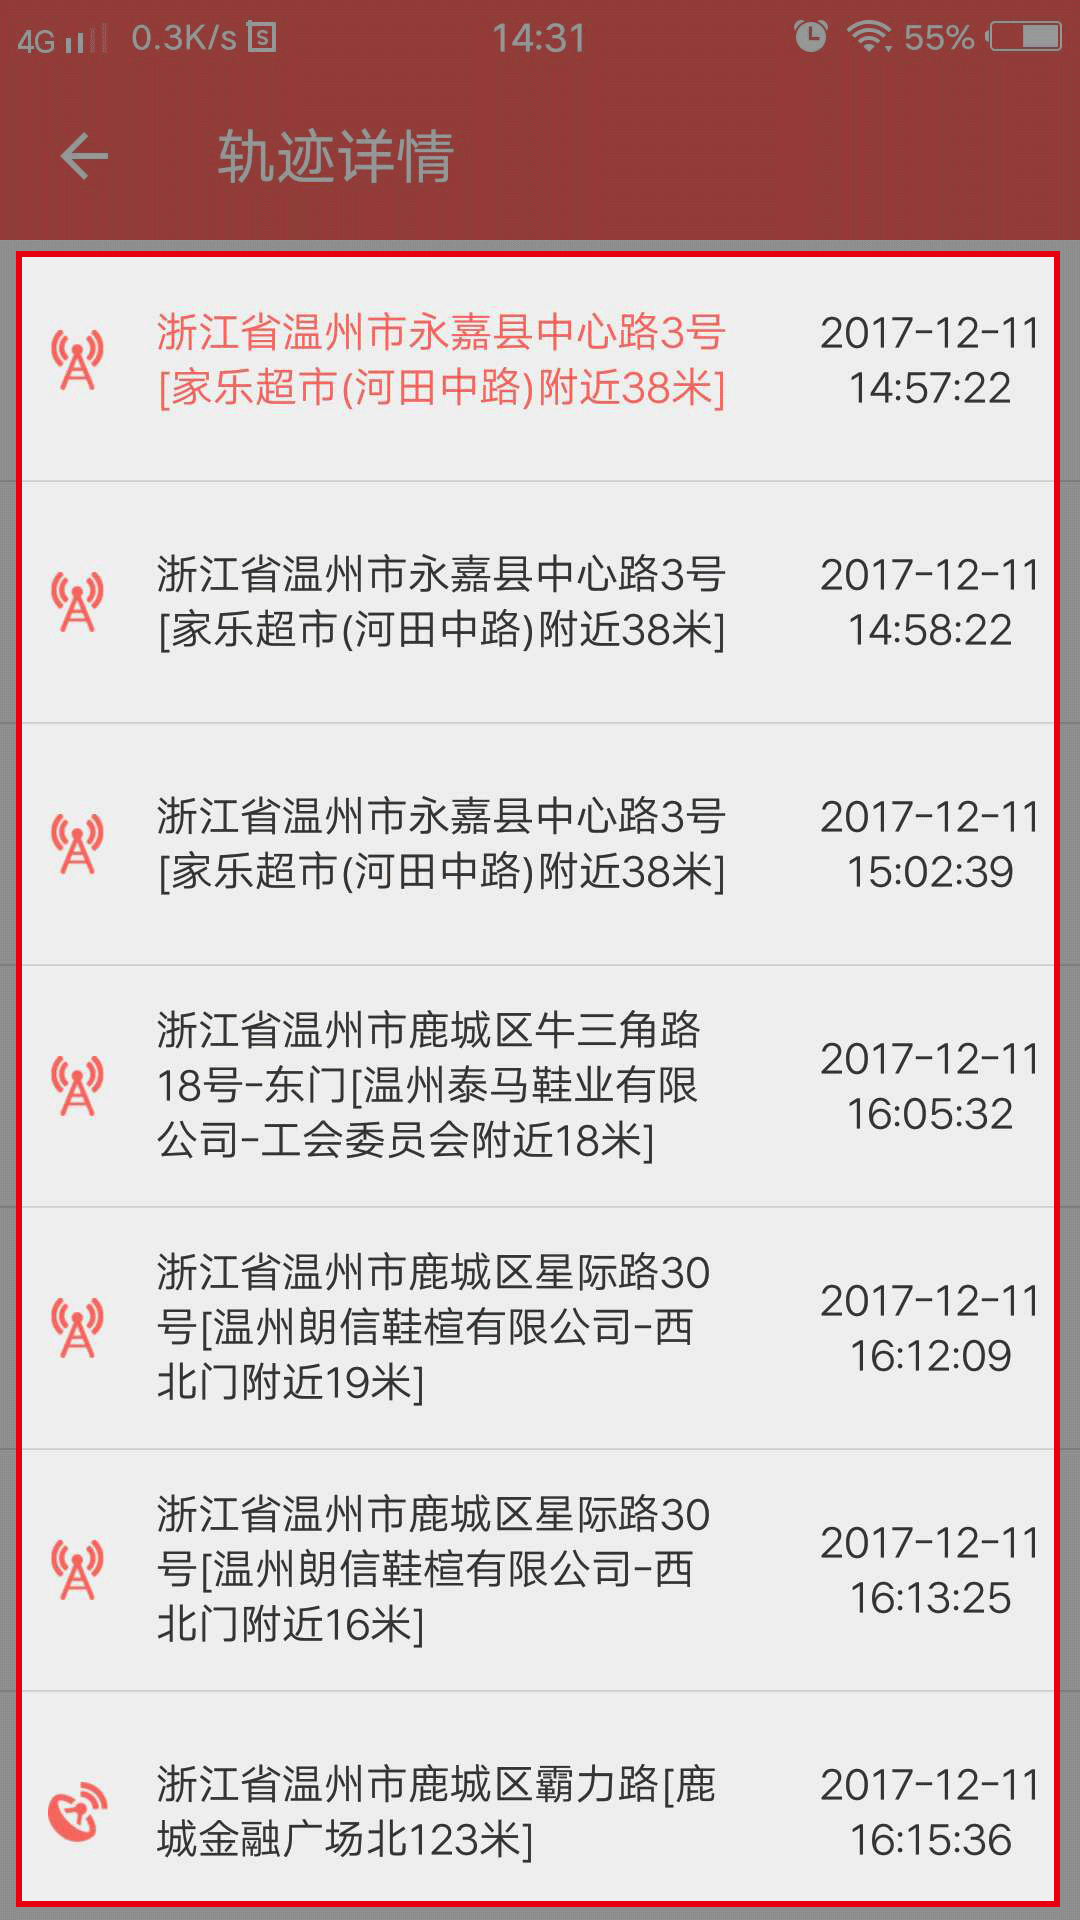 4G 0.3K/s S 14:31 55%
轨迹详情
浙江省温州市永嘉县中心路3号
[家乐超市(河田中路)附近38米]
2017-12-11
14:57:22
浙江省温州市永嘉县中心路3号
[家乐超市(河田中路)附近38米]
2017-12-11
14:58:22
浙江省温州市永嘉县中心路3号
[家乐超市(河田中路)附近38米]
2017-12-11
15:02:39
浙江省温州市鹿城区牛三角路
18号-东门[温州泰马鞋业有限
公司-工会委员会附近18米]
2017-12-11
16:05:32
浙江省温州市鹿城区星际路30
号[温州朗信鞋楦有限公司-西
北门附近19米]
2017-12-11
16:12:09
浙江省温州市鹿城区星际路30
号[温州朗信鞋楦有限公司-西
北门附近16米]
2017-12-11
16:13:25
浙江省温州市鹿城区霸力路[鹿
城金融广场北123米]
2017-12-11
16:15:36